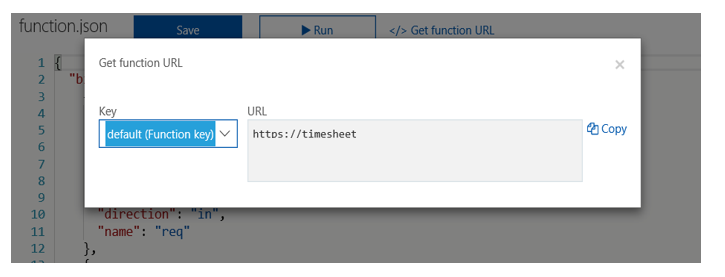 function.json
Save
Run
</> Get function URL
1 {
2 "b
3
4
5
6
7
8
9
10 "direction": "in",
11 "name": "req"
12 },
Get function URL
×
Key
URL
default (Function key)
https://timesheet
Copy